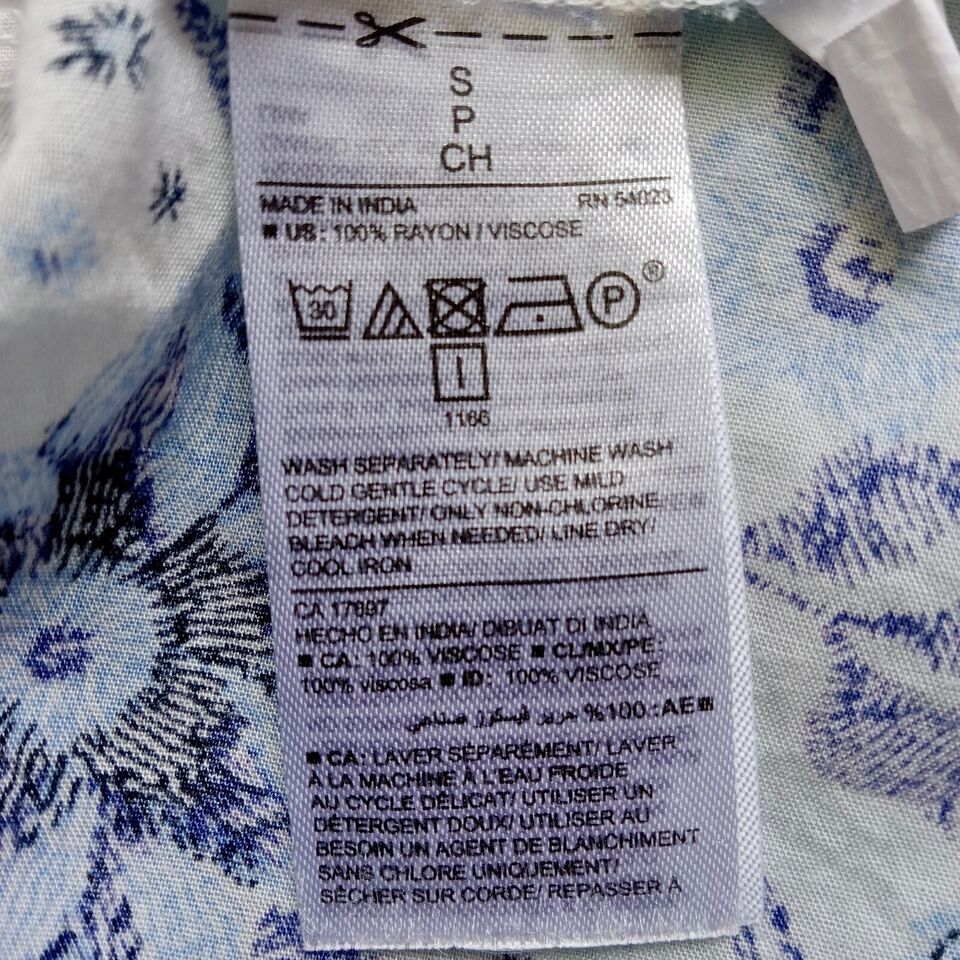 S
P
CH
MADE IN INDIA RN 54023
■ US: 100% RAYON / VISCOSE
30
P ®
I
1166
WASH SEPARATELY/ MACHINE WASH
COLD GENTLE CYCLE/ USE MILD
DETERGENT/ ONLY NON-CHLORINE
BLEACH WHEN NEEDED/ LINE DRY/
COOL IRON
CA 17897
HECHO EN INDIA/ DIBUAT DI INDIA
■ CA: 100% VISCOSE ■ CL/MX/PE:
100% viscosa ■ ID: 100% VISCOSE
■ AE: 100% حرير فيسكوز صناعي
■ CA: LAVER SÉPARÉMENT/ LAVER
À LA MACHINE À L'EAU FROIDE
AU CYCLE DÉLICAT/ UTILISER UN
DÉTERGENT DOUX/ UTILISER AU
BESOIN UN AGENT DE BLANCHIMENT
SANS CHLORE UNIQUEMENT/
SÉCHER SUR CORDE/ REPASSER À